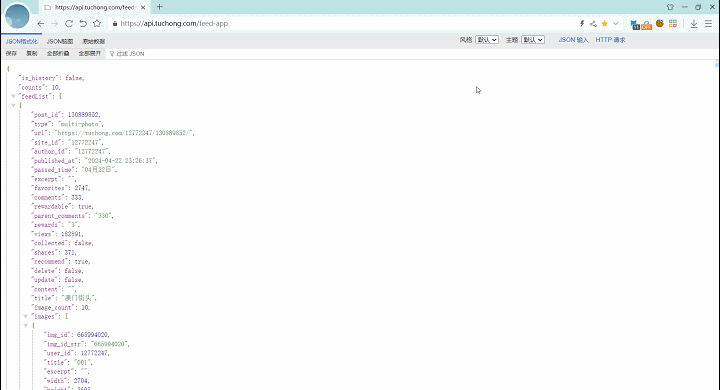 https://api.tuchong.com/feed-a
https://api.tuchong.com/feed-app
JSON格式化 JSON脑图 原始数据 风格 默认 主题 默认 JSON 输入 HTTP 请求
保存 复制 全部折叠 全部展开 过滤 JSON
{
"is_history": false,
"counts": 10,
"feedList": [
{
"post_id": 130889852,
"type": "multi-photo",
"url": "https://tuchong.com/12772247/130889852/",
"site_id": "12772247",
"author_id": "12772247",
"published_at": "2024-04-22 23:26:37",
"passed_time": "04月22日",
"excerpt": "",
"favorites": 2747,
"comments": 333,
"rewardable": true,
"parent_comments": "330",
"rewards": "3",
"views": 182891,
"collected": false,
"shares": 371,
"recommend": true,
"delete": false,
"update": false,
"content": "",
"title": "澳门街头",
"image_count": 10,
"images": [
{
"img_id": 665994020,
"img_id_str": "665994020",
"user_id": 12772247,
"title": "001",
"excerpt": "",
"width": 2704,